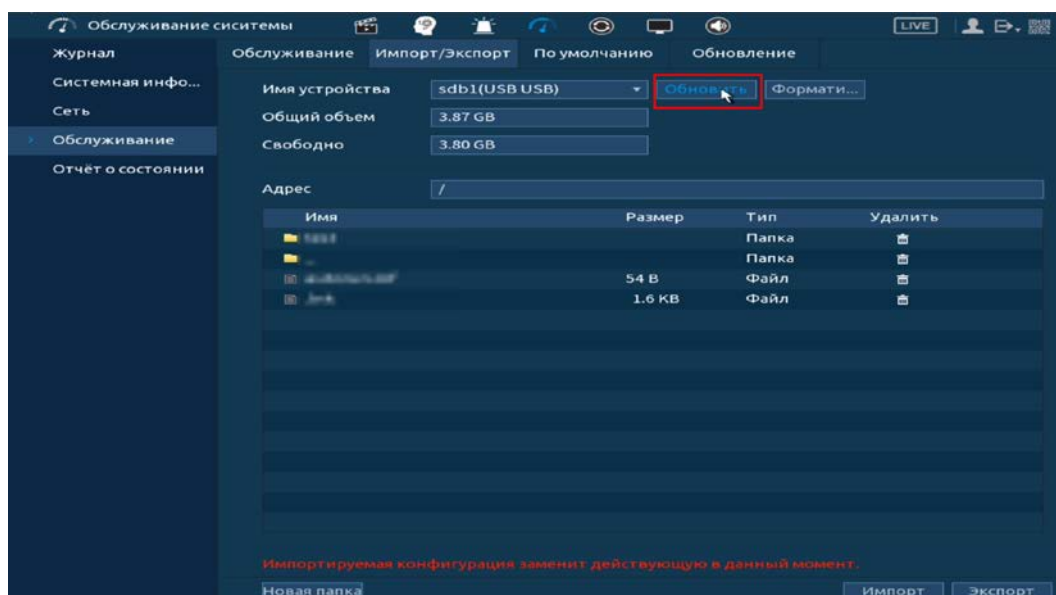 Обслуживание сиситемы LIVE
Журнал
Системная инфо...
Сеть
Обслуживание
Отчёт о состоянии
Обслуживание Импорт/Экспорт По умолчанию Обновление
Имя устройства sdb1(USB USB) Обновить Формати...
Общий объем 3.87 GB
Свободно 3.80 GB
Адрес /
Имя Размер Тип Удалить
Папка
Папка
54 B Файл
1.6 KB Файл
Импортируемая конфигурация заменит действующую в данный момент.
Новая папка Импорт Экспорт